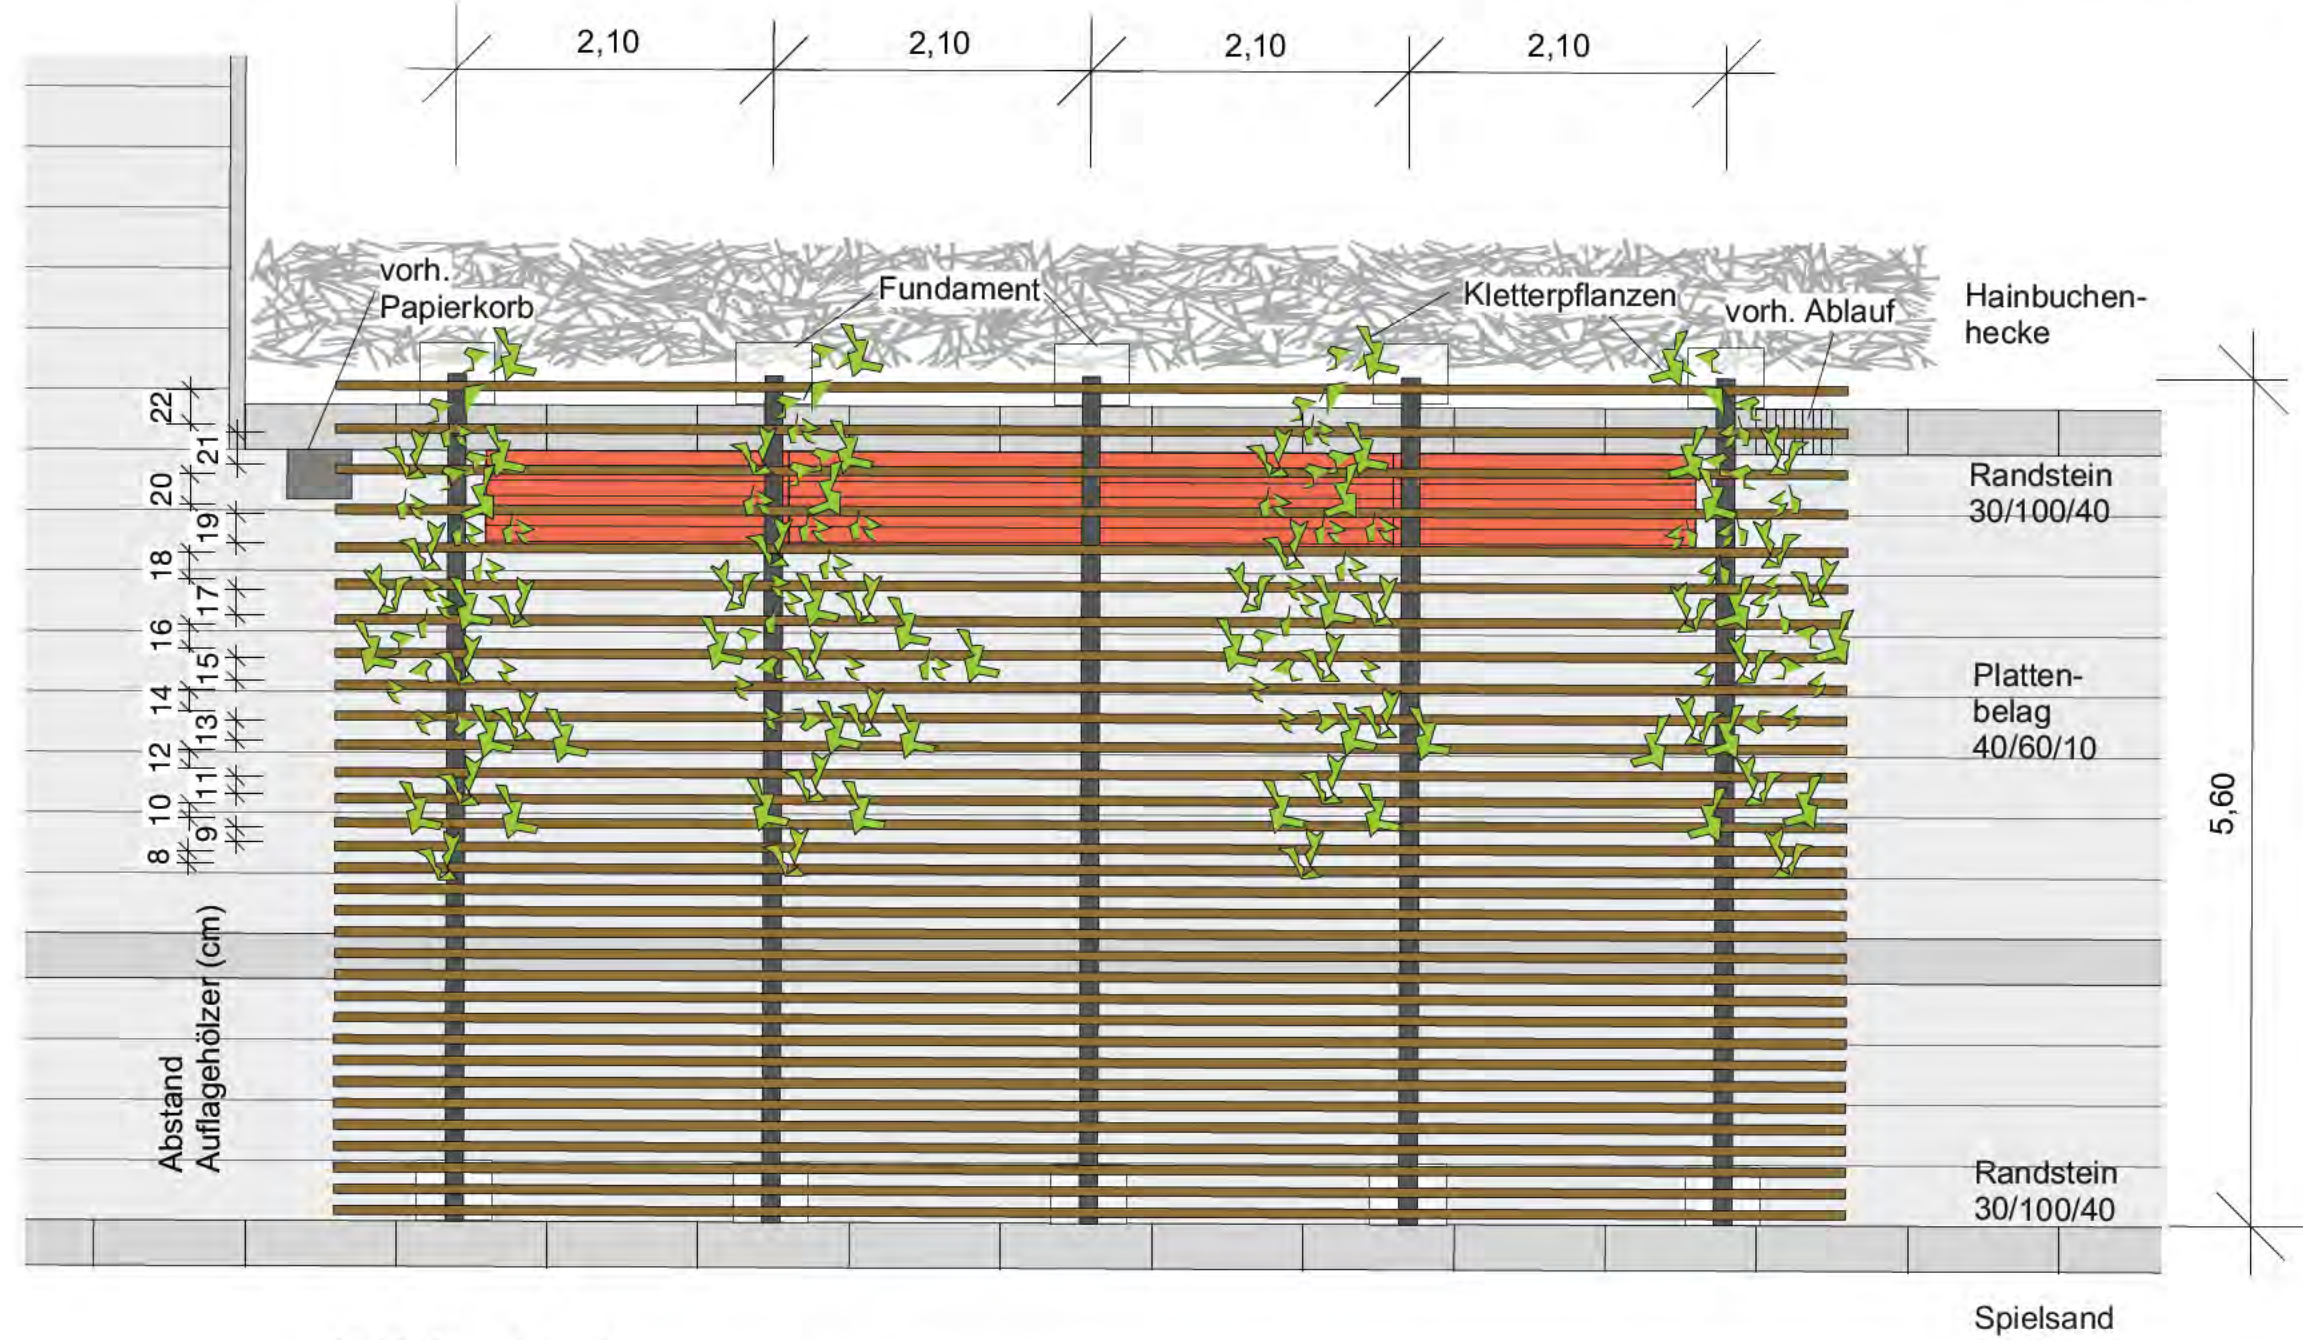 2,10
2,10
2,10
2,10
vorh.
Papierkorb
Fundament
Kletterpflanzen
vorh. Ablauf
Hainbuchen-
hecke
22
21
20
19
18
17
16
15
14
13
12
11
10
9
8
Abstand
Auflagehölzer (cm)
Randstein
30/100/40
Platten-
belag
40/60/10
5,60
Randstein
30/100/40
Spielsand